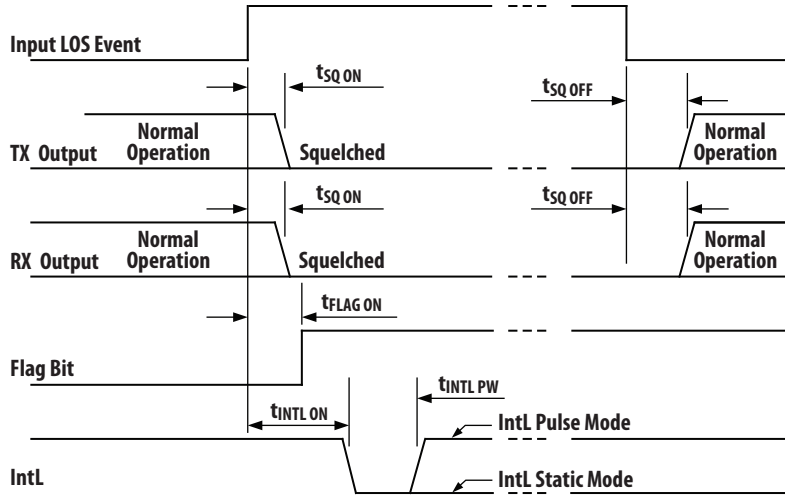 Input LOS Event
tSQ ON
tSQ OFF
Normal Operation
TX Output
Squelched
Normal Operation
tSQ ON
tSQ OFF
Normal Operation
RX Output
Squelched
Normal Operation
tFLAG ON
Flag Bit
tINTL ON
tINTL PW
IntL Pulse Mode
IntL
IntL Static Mode